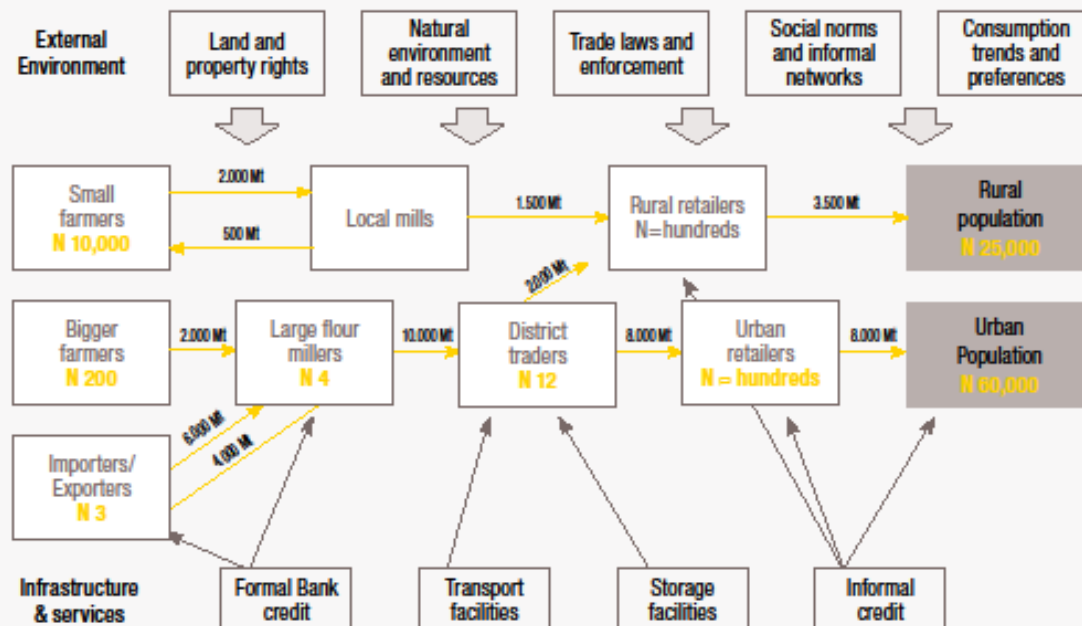 External
Environment
Land and
property rights
Natural
environment
and resources
Trade laws and
enforcement
Social norms
and informal
networks
Consumption
trends and
preferences
Small
farmers
N 10,000
2.000 Mt
500 Mt
Local mills
1.500 Mt
Rural retailers
N=hundreds
3.500 Mt
Rural
population
N 25,000
Bigger
farmers
N 200
2.000 Mt
Large flour
millers
N 4
10.000 Mt
District
traders
N 12
2.000 Mt
8.000 Mt
Urban
retailers
N = hundreds
8.000 Mt
Urban
Population
N 60,000
Importers/
Exporters
N 3
6.000 Mt
4.000 Mt
Infrastructure
& services
Formal Bank
credit
Transport
facilities
Storage
facilities
Informal
credit